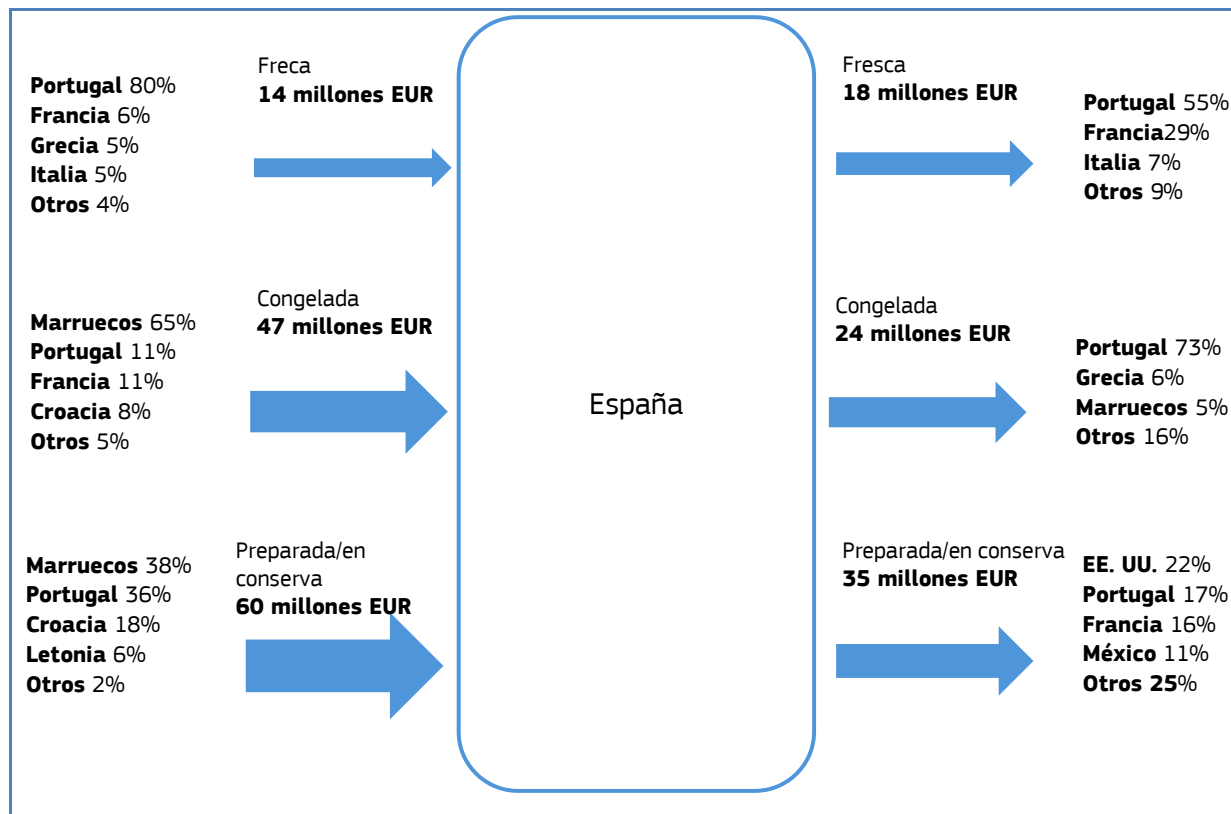 Freca
14 millones EUR
Portugal 80%
Francia 6%
Grecia 5%
Italia 5%
Otros 4%
Congelada
47 millones EUR
Marruecos 65%
Portugal 11%
Francia 11%
Croacia 8%
Otros 5%
Preparada/en
conserva
60 millones EUR
Marruecos 38%
Portugal 36%
Croacia 18%
Letonia 6%
Otros 2%
España
Fresca
18 millones EUR
Portugal 55%
Francia29%
Italia 7%
Otros 9%
Congelada
24 millones EUR
Portugal 73%
Grecia 6%
Marruecos 5%
Otros 16%
Preparada/en conserva
35 millones EUR
EE. UU. 22%
Portugal 17%
Francia 16%
México 11%
Otros 25%